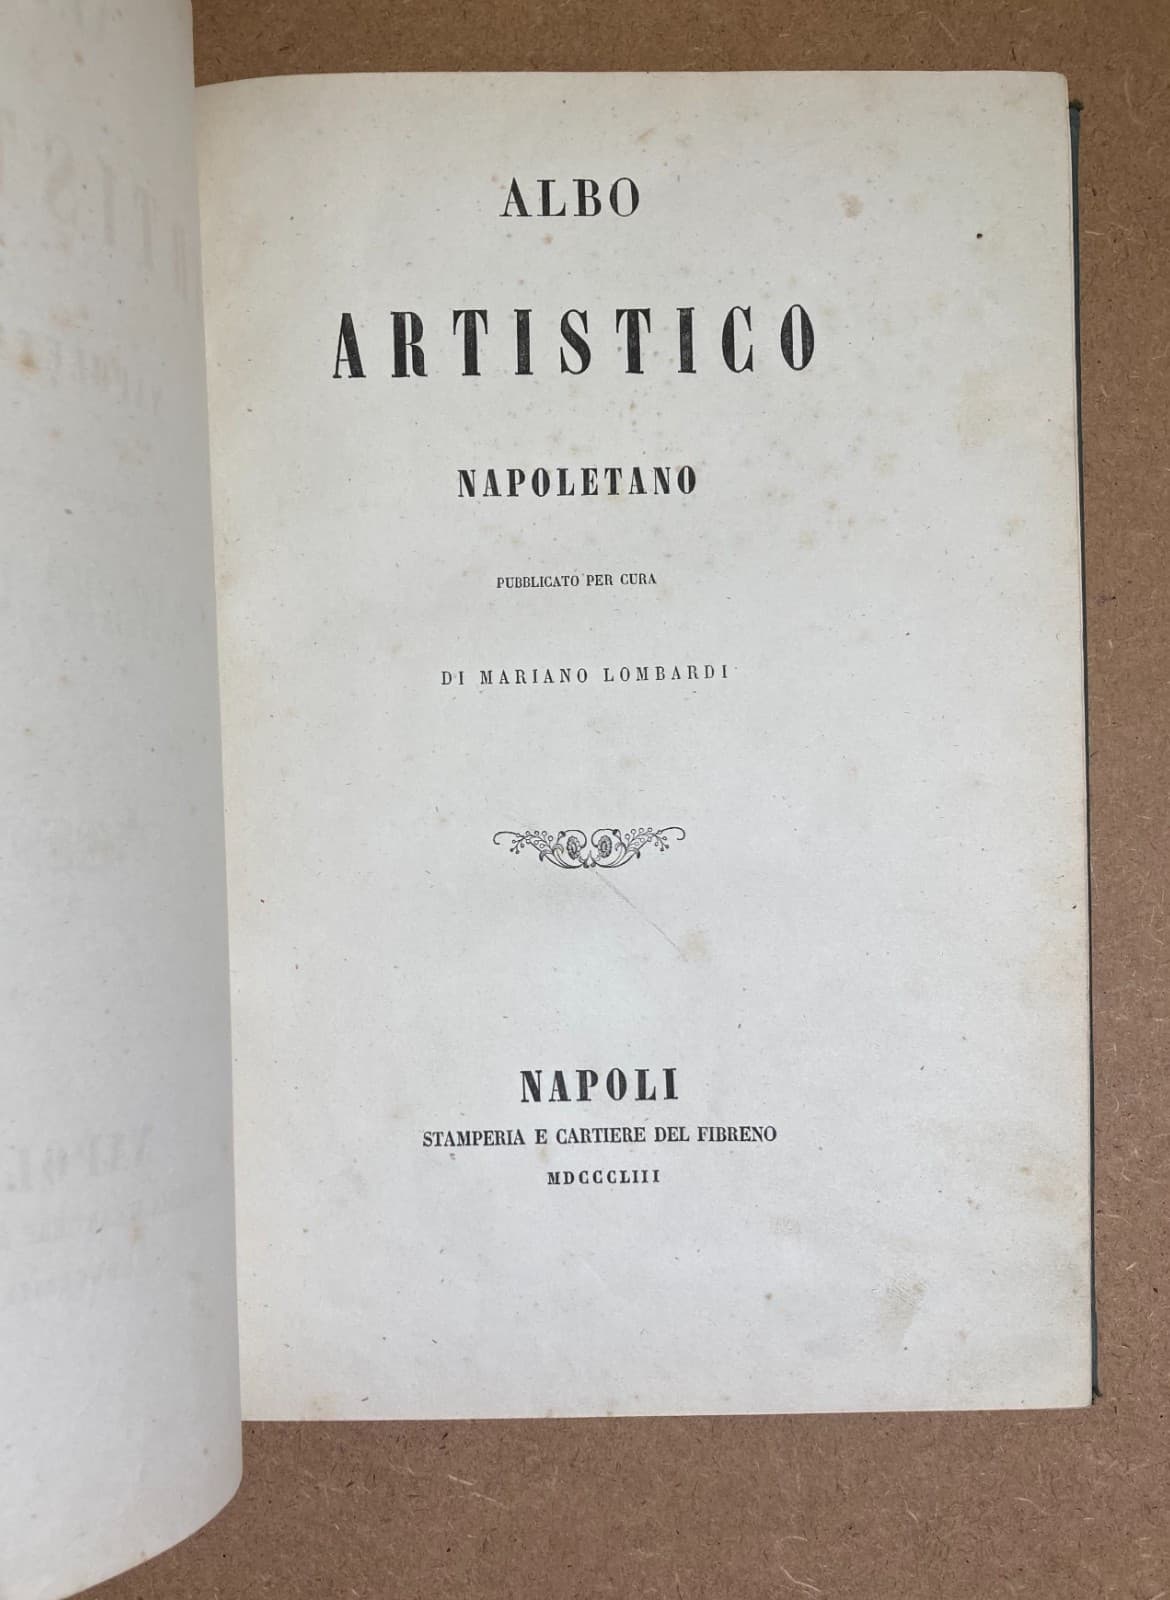 ALBO
ARTISTICO
NAPOLETANO
PUBBLICATO PER CURA
DI MARIANO LOMBARDI
NAPOLI
STAMPERIA E CARTIERE DEL FIBRENO
MDCCCLIII